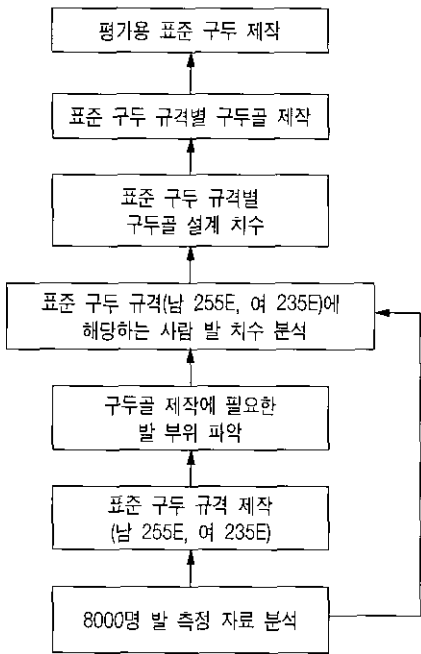 평가용 표준 구두 제작
표준 구두 규격별 구두골 제작
표준 구두 규격별
구두골 설계 치수
표준 구두 규격(남 255E, 여 235E)에
해당하는 사람 발 치수 분석
구두골 제작에 필요한
발 부위 파악
표준 구두 규격 제작
(남 255E, 여 235E)
8000명 발 측정 자료 분석